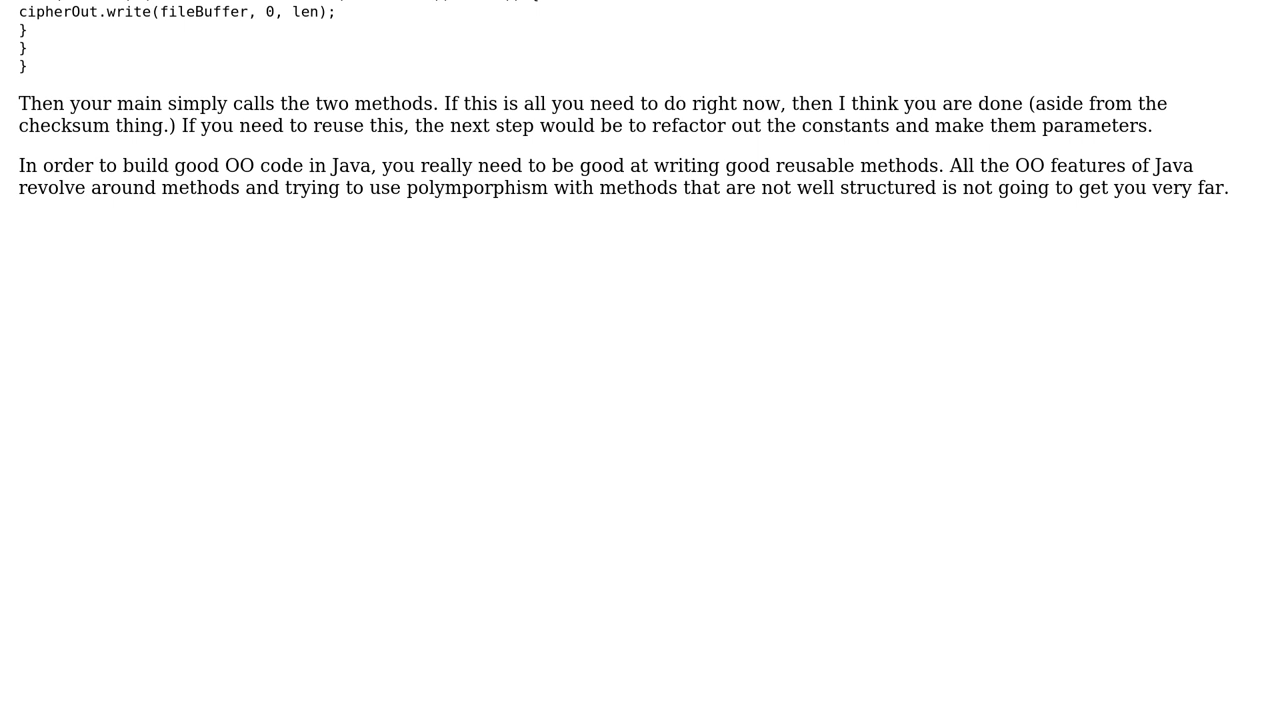 cipherOut.write(fileBuffer, 0, len);
}
}
}
Then your main simply calls the two methods. If this is all you need to do right now, then I think you are done (aside from the
checksum thing.) If you need to reuse this, the next step would be to refactor out the constants and make them parameters.
In order to build good OO code in Java, you really need to be good at writing good reusable methods. All the OO features of Java
revolve around methods and trying to use polymporphism with methods that are not well structured is not going to get you very far.